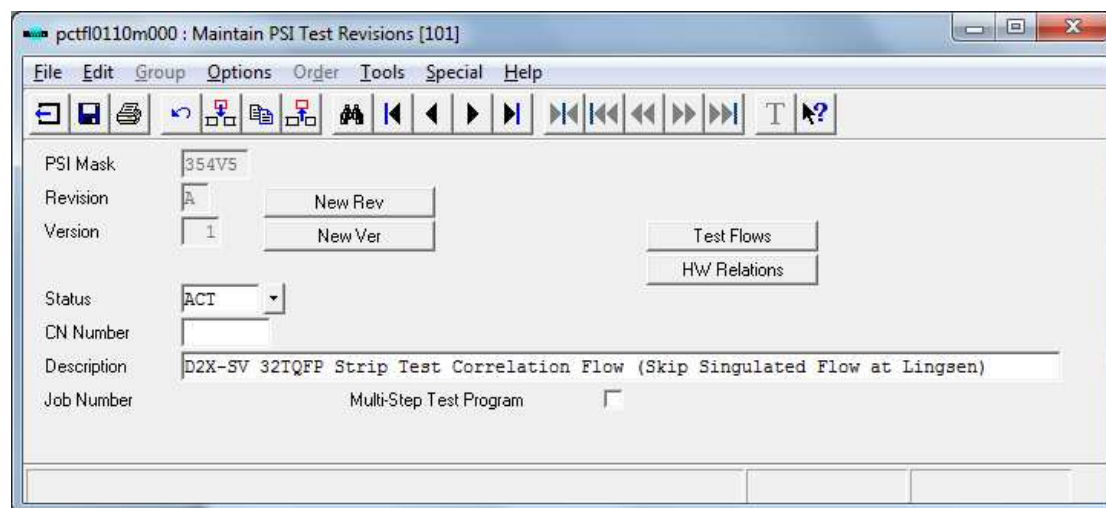 pctfl0110m000 : Maintain PSI Test Revisions [101]
File Edit Group Options Order Tools Special Help
T ?
PSI Mask 354V5
Revision A New Rev
Version 1 New Ver Test Flows
HW Relations
Status ACT
CN Number
Description D2X-SV 32TQFP Strip Test Correlation Flow (Skip Singulated Flow at Lingsen)
Job Number Multi-Step Test Program